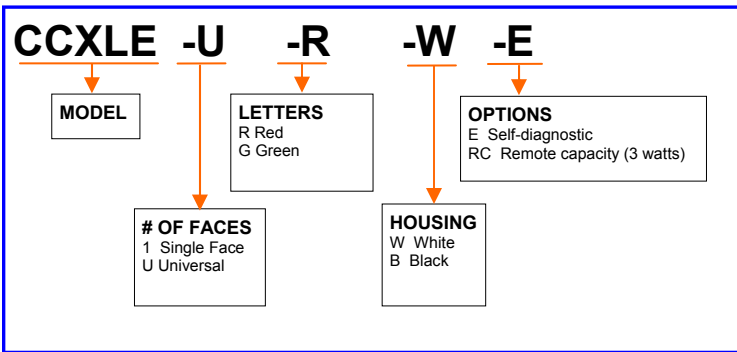 CCXLE -U -R -W -E
MODEL
LETTERS
R Red
G Green
OPTIONS
E Self-diagnostic
RC Remote capacity (3 watts)
# OF FACES
1 Single Face
U Universal
HOUSING
W White
B Black